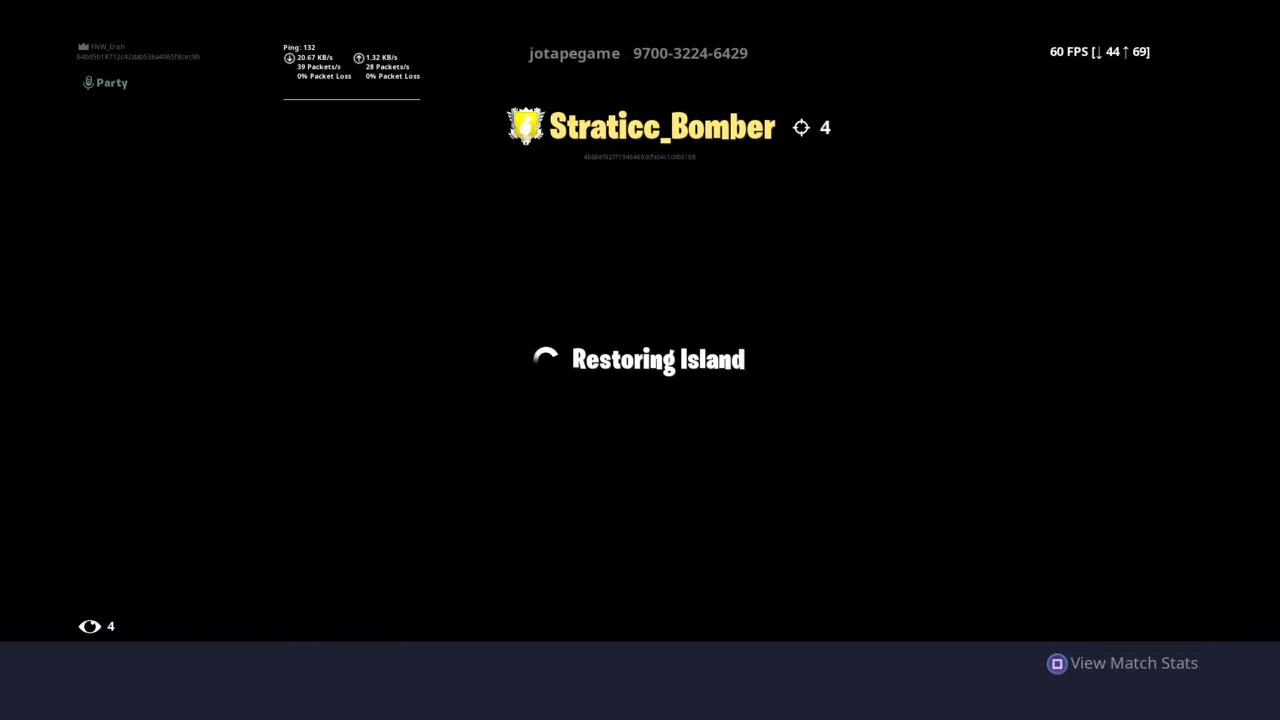 YNW_Erish
Party
Ping: 132
20.67 KB/s 1.32 KB/s
39 Packets/s 28 Packets/s
0% Packet Loss 0% Packet Loss
jotapegame 9700-3224-6429
60 FPS [↓ 44 ↑ 69]
Straticc_Bomber 4
Restoring Island
4
View Match Stats